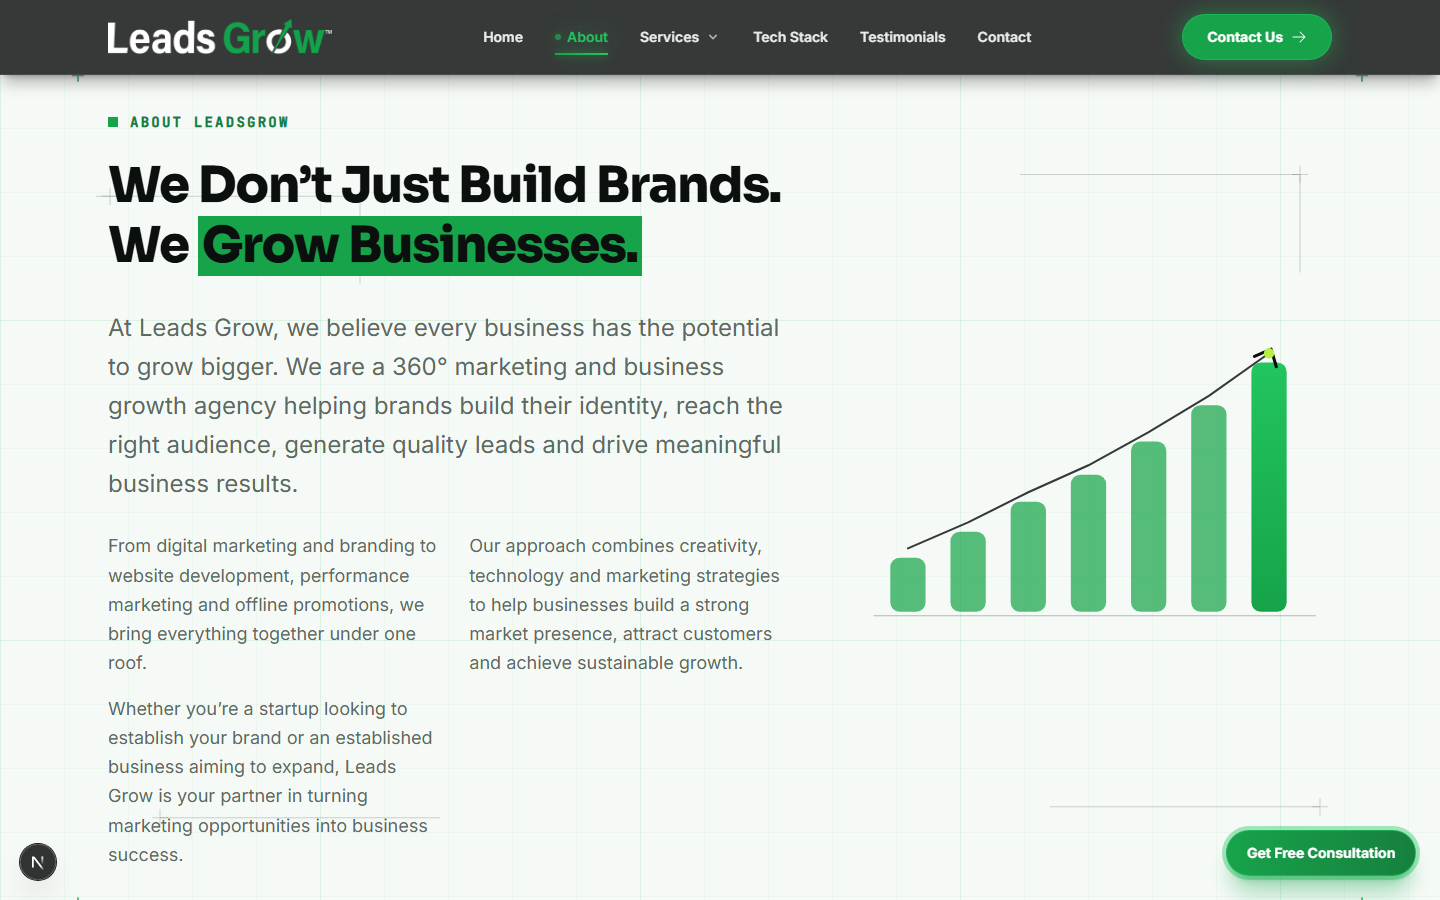 Leads Grow™
Home
About
Services
Tech Stack
Testimonials
Contact
Contact Us
ABOUT LEADSGROW
We Don’t Just Build Brands.
We Grow Businesses.
At Leads Grow, we believe every business has the potential
to grow bigger. We are a 360° marketing and business
growth agency helping brands build their identity, reach the
right audience, generate quality leads and drive meaningful
business results.
From digital marketing and branding to
website development, performance
marketing and offline promotions, we
bring everything together under one
roof.
Whether you’re a startup looking to
establish your brand or an established
business aiming to expand, Leads
Grow is your partner in turning
marketing opportunities into business
success.
Our approach combines creativity,
technology and marketing strategies
to help businesses build a strong
market presence, attract customers
and achieve sustainable growth.
N
Get Free Consultation